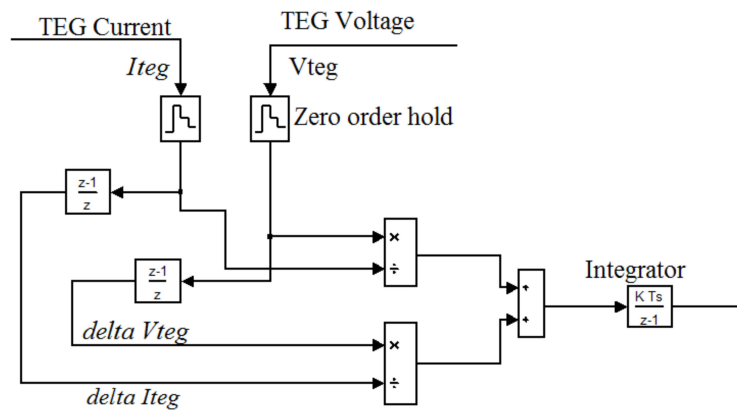 TEG Current
TEG Voltage
Iteg
Vteg
Zero order hold
z-1
z
×
÷
z-1
z
Integrator
+
+
K Ts
z-1
delta Vteg
×
÷
delta Iteg